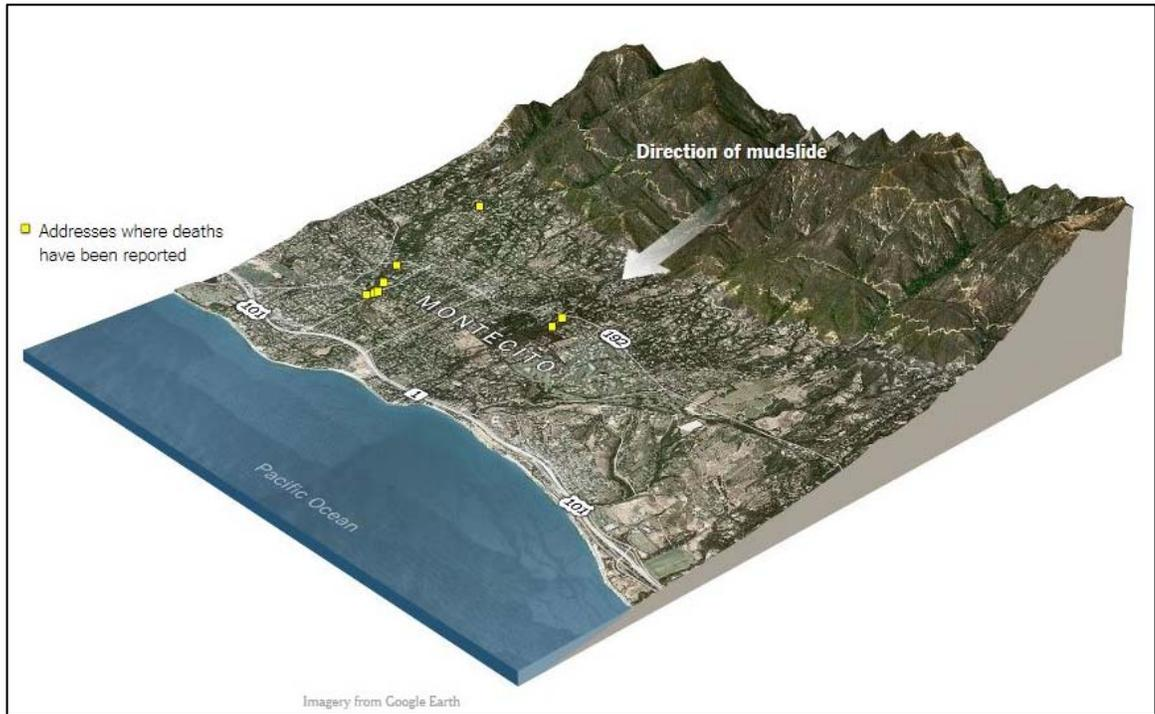 Direction of mudslide
Addresses where deaths
have been reported
101
MONTECITO
192
1
Pacific Ocean
101
Imagery from Google Earth